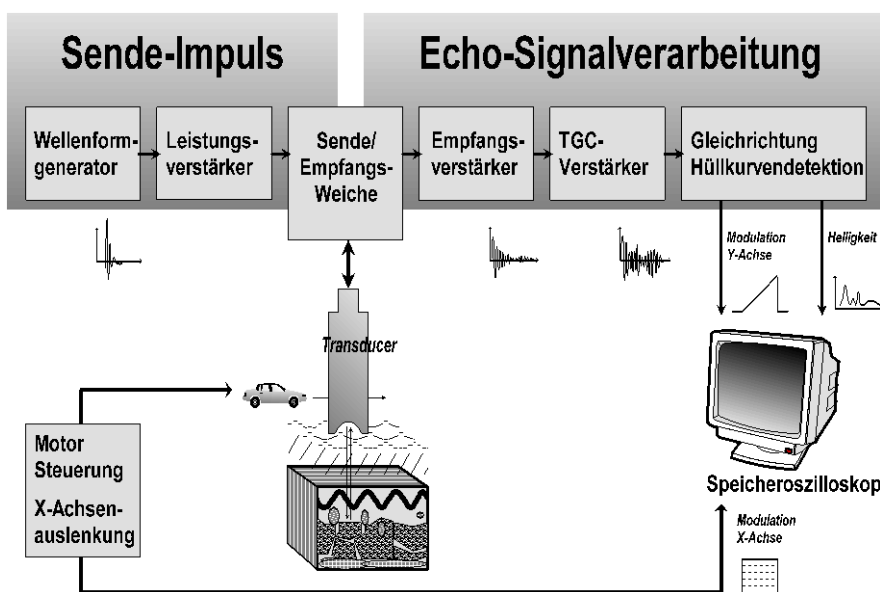 Sende-Impuls
Echo-Signalverarbeitung
Wellenform-
generator
Leistungs-
verstärker
Sende/
Empfangs-
Weiche
Empfangs-
verstärker
TGC-
Verstärker
Gleichrichtung
Hüllkurvendetektion
Modulation
Y-Achse
Helligkeit
Transducer
Motor
Steuerung
X-Achsen-
auslenkung
Speicheroszilloskop
Modulation
X-Achse